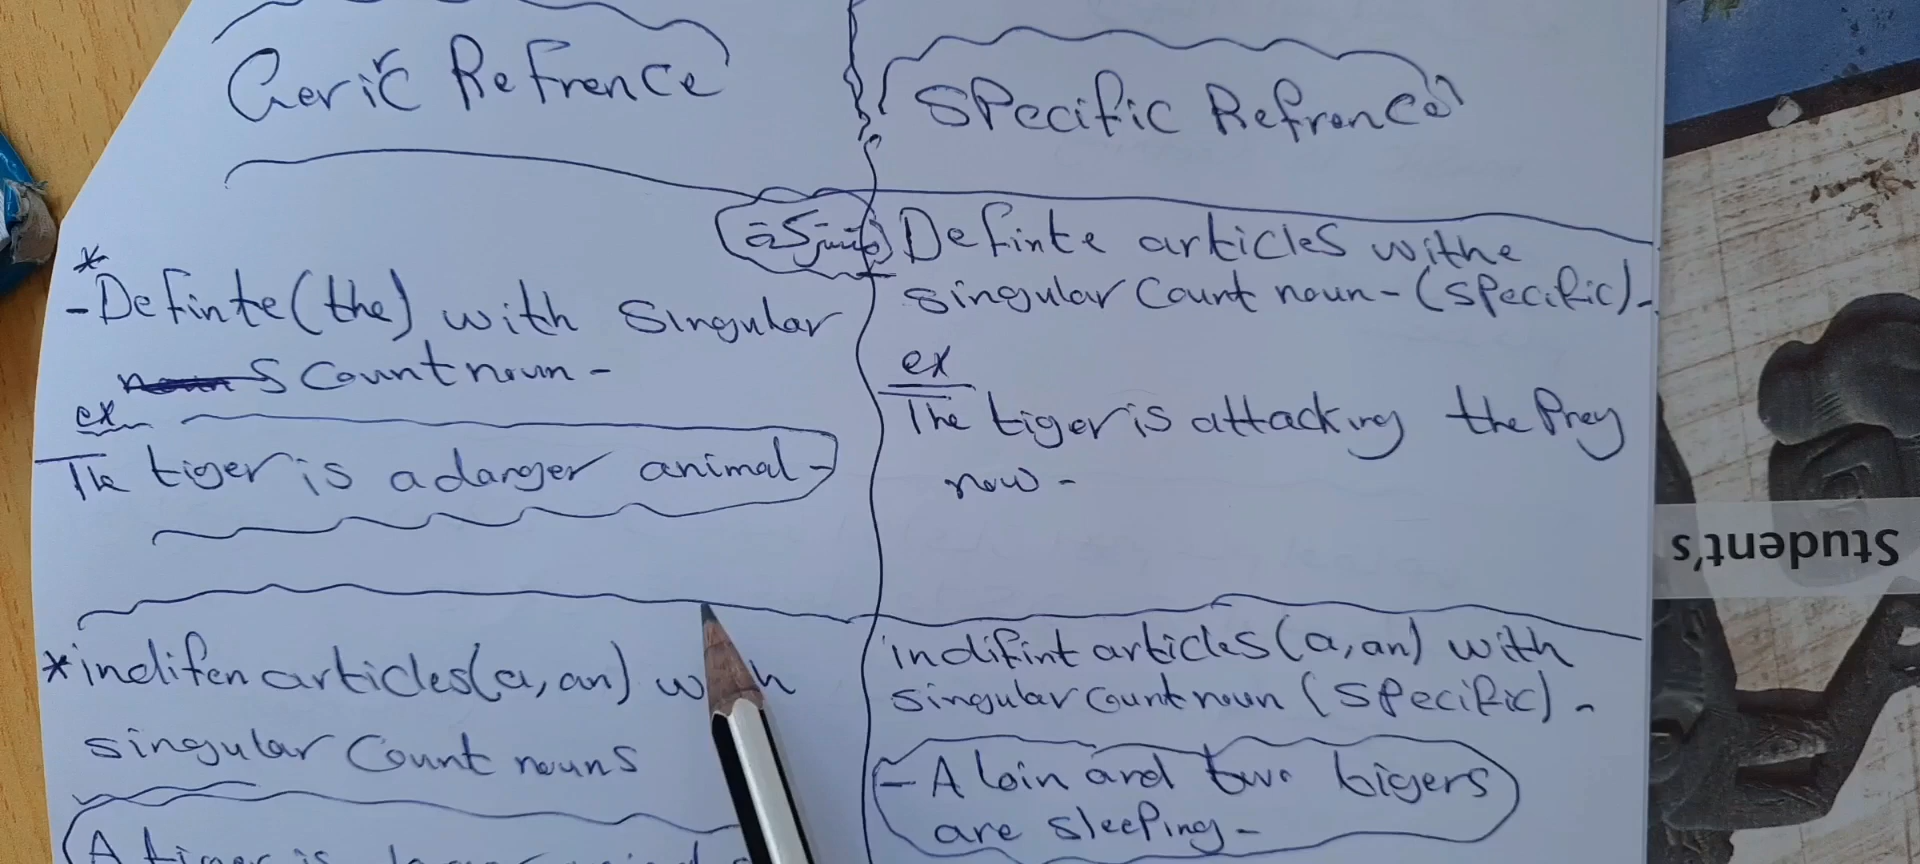 Generic Refrence
Specific Refrence
*
- Definte (the) with singular
s count noun -
ex
The tiger is a danger animal -
Definte articles withe
singular Count noun - (specific) -
ex
The tiger is attacking the Prey
now -
* indifen articles (a, an) with
singular Count nouns
indifint articles (a, an) with
singular Count noun (specific) -
- A loin and two tigers
are sleeping -
Student's